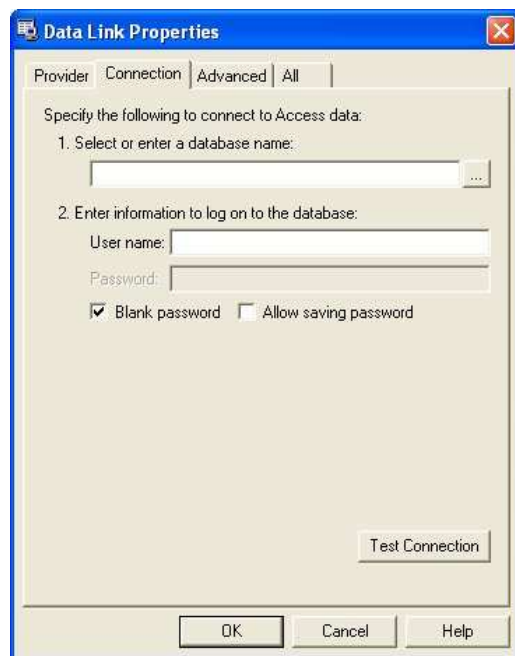 Data Link Properties
Provider Connection Advanced All
Specify the following to connect to Access data:
1. Select or enter a database name:
...
2. Enter information to log on to the database:
User name:
Password:
Blank password Allow saving password
Test Connection
OK Cancel Help